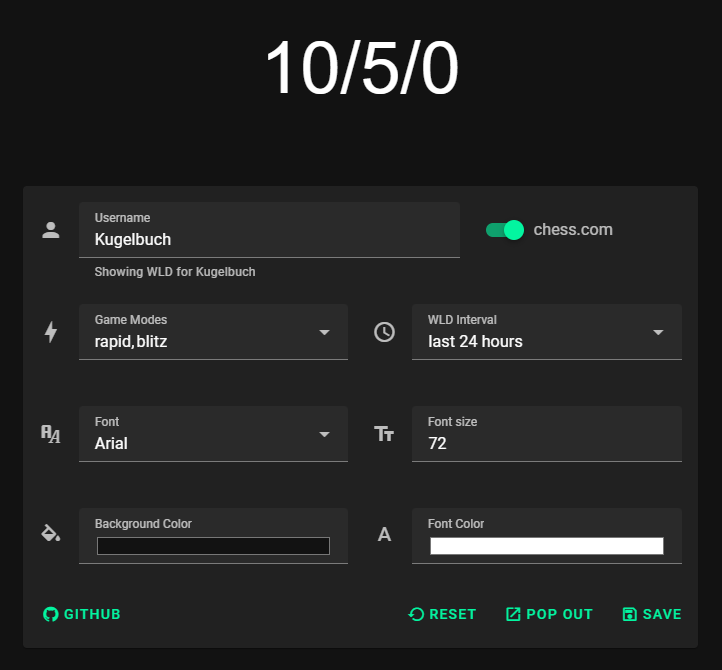 10/5/0
Username
Kugelbuch
chess.com
Showing WLD for Kugelbuch
Game Modes
rapid, blitz
WLD Interval
last 24 hours
Font
Arial
Font size
72
Background Color
Font Color
GITHUB
RESET
POP OUT
SAVE